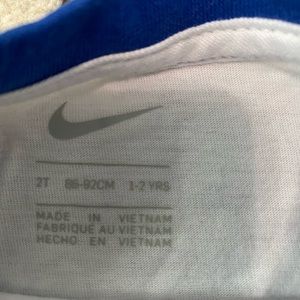 2T 86-92CM 1-2 YRS
MADE IN VIETNAM
FABRIQUÉ AU VIETNAM
HECHO EN VIETNAM